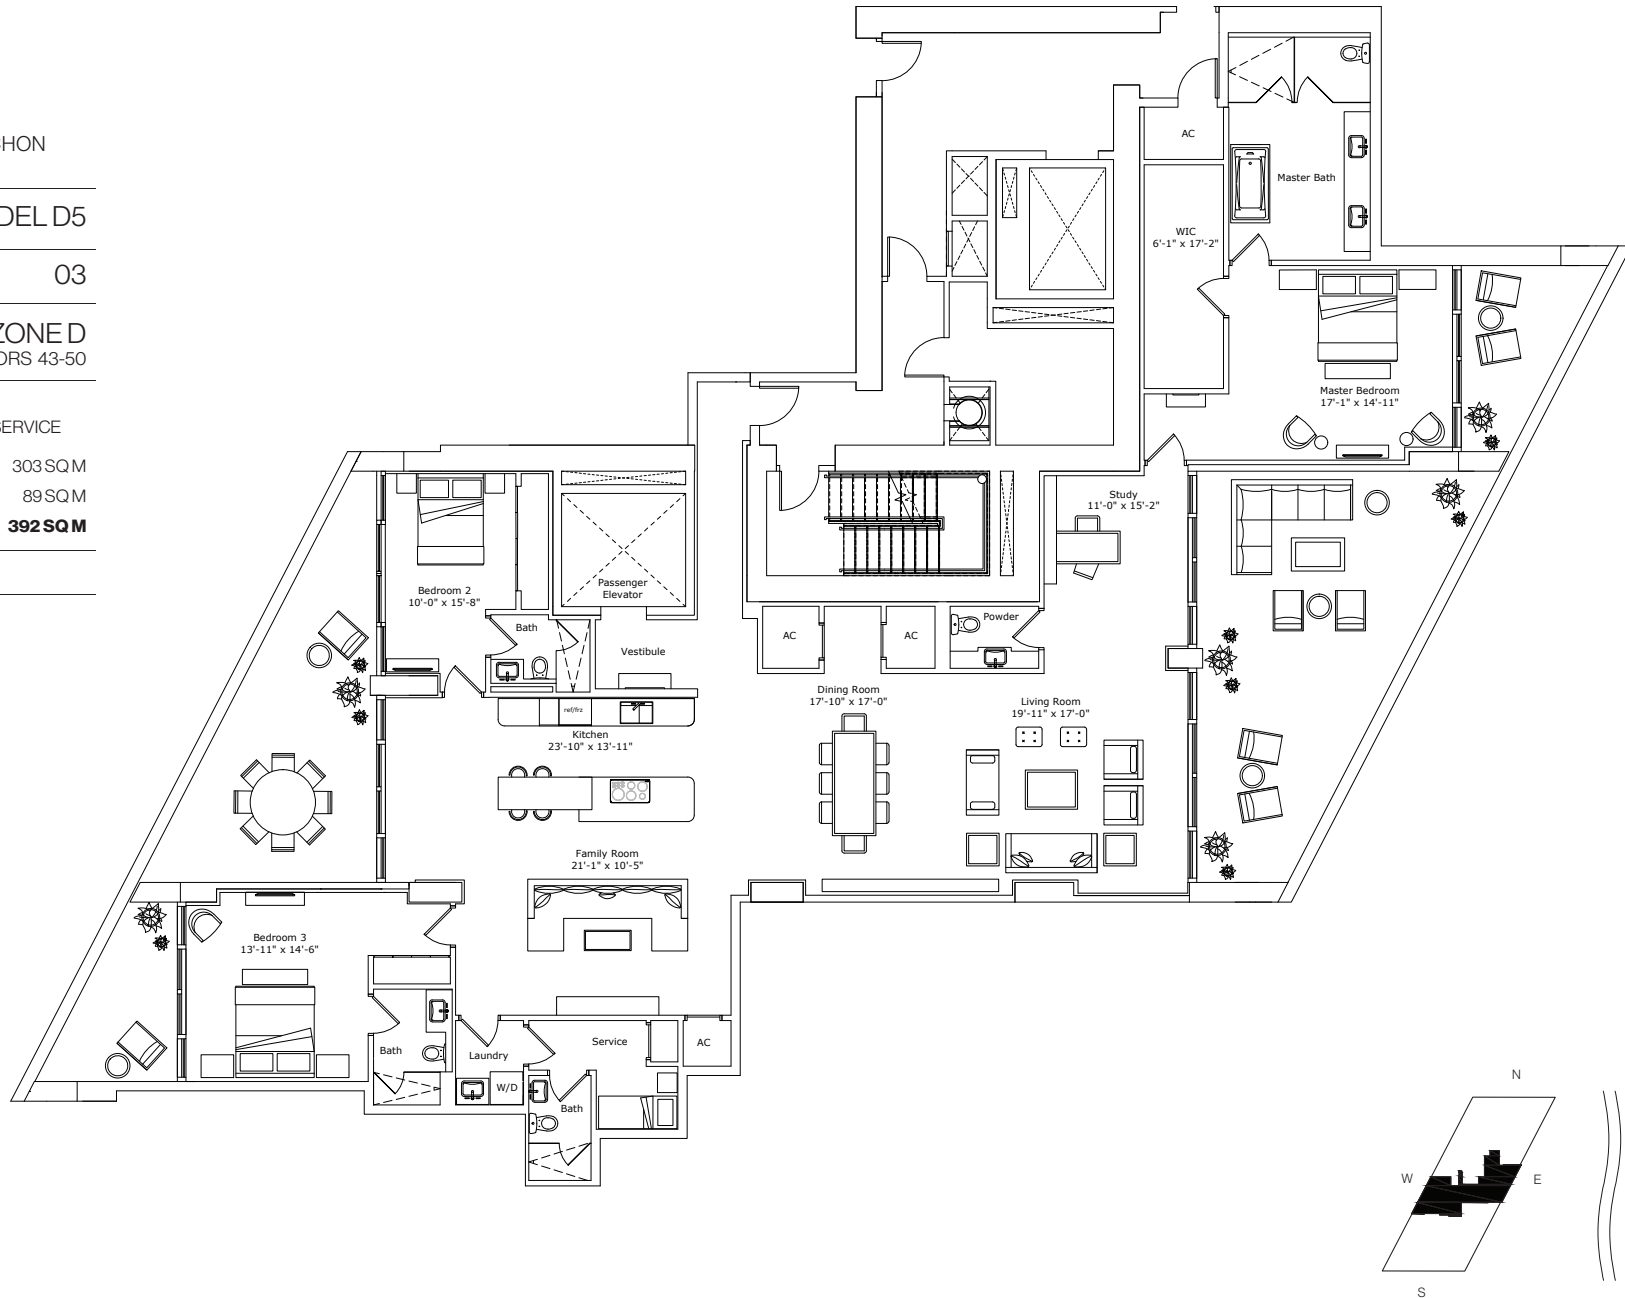 HON
DEL D5
03
ZONE D
ORS 43-50
SERVICE
303 SQ M
89 SQ M
392 SQ M
AC
Master Bath
WIC
6'-1" x 17'-2"
Master Bedroom
17'-1" x 14'-11"
Study
11'-0" x 15'-2"
Bedroom 2
10'-0" x 15'-8"
Passenger
Elevator
Bath
Vestibule
AC
AC
Powder
Dining Room
17'-10" x 17'-0"
Living Room
19'-11" x 17'-0"
ref/frz
Kitchen
23'-10" x 13'-11"
Family Room
21'-1" x 10'-5"
Bedroom 3
13'-11" x 14'-6"
Bath
Laundry
W/D
Service
AC
Bath
N
W
E
S